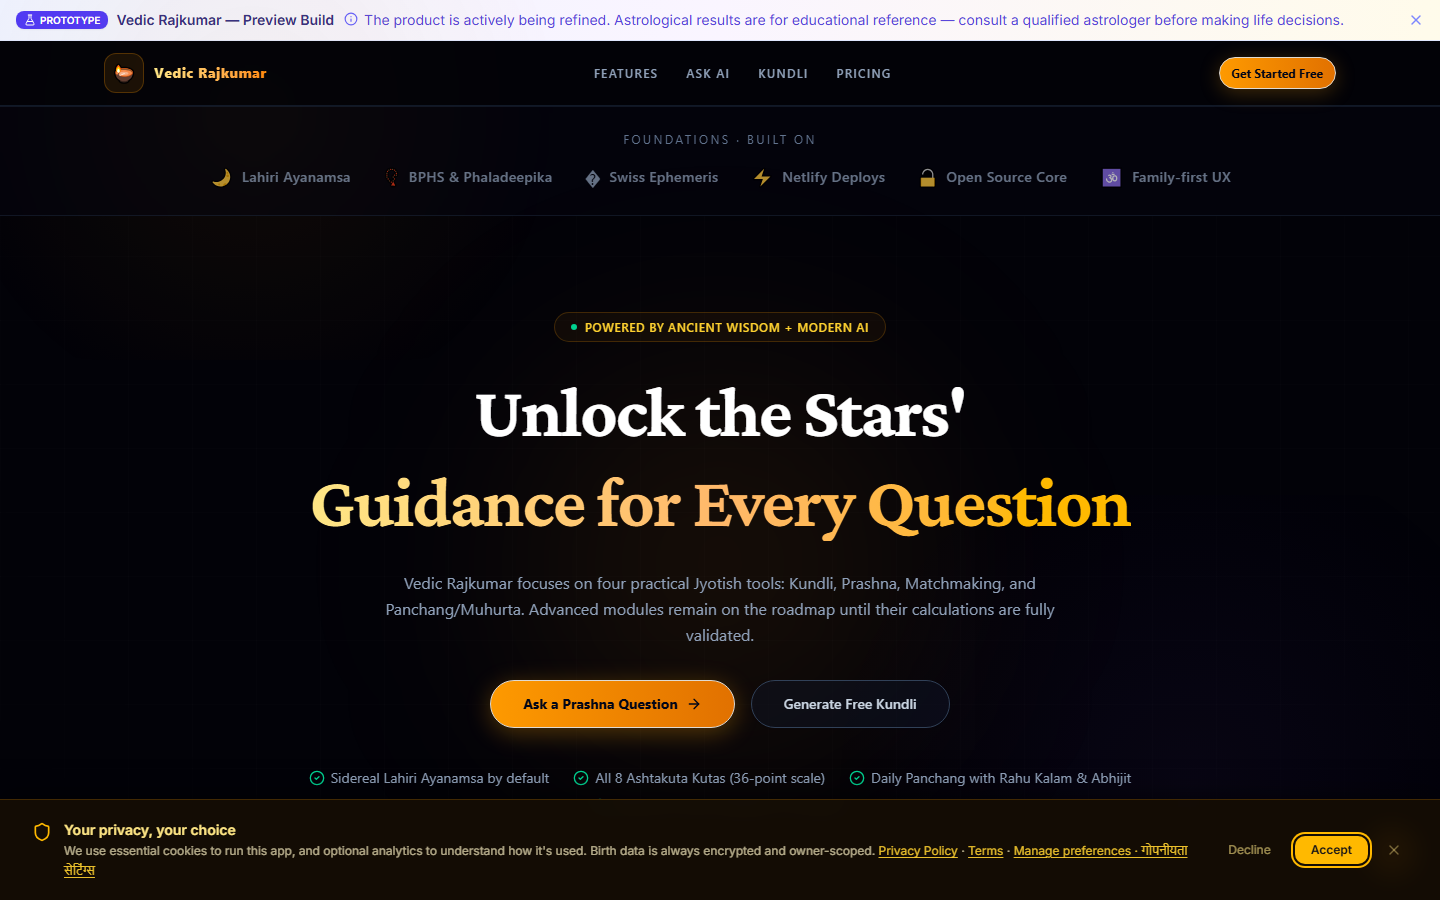 PROTOTYPE Vedic Rajkumar — Preview Build The product is actively being refined. Astrological results are for educational reference — consult a qualified astrologer before making life decisions.
Vedic Rajkumar FEATURES ASK AI KUNDLI PRICING Get Started Free
FOUNDATIONS · BUILT ON
Lahiri Ayanamsa BPHS & Phaladeepika Swiss Ephemeris Netlify Deploys Open Source Core Family-first UX
POWERED BY ANCIENT WISDOM + MODERN AI
Unlock the Stars'
Guidance for Every Question
Vedic Rajkumar focuses on four practical Jyotish tools: Kundli, Prashna, Matchmaking, and
Panchang/Muhurta. Advanced modules remain on the roadmap until their calculations are fully
validated.
Ask a Prashna Question → Generate Free Kundli
Sidereal Lahiri Ayanamsa by default All 8 Ashtakuta Kutas (36-point scale) Daily Panchang with Rahu Kalam & Abhijit
Your privacy, your choice
We use essential cookies to run this app, and optional analytics to understand how it's used. Birth data is always encrypted and owner-scoped. Privacy Policy · Terms · Manage preferences · गोपनीयता
सेटिंग्स
Decline Accept